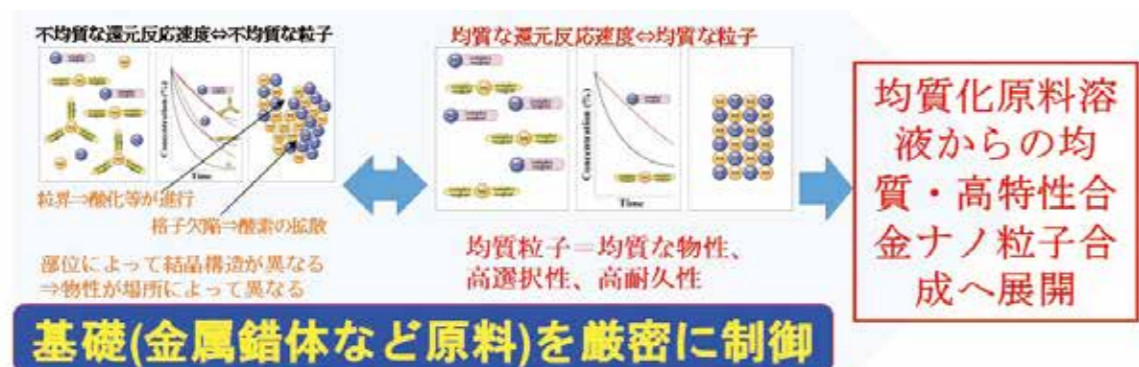 不均質な還元反応速度⇔不均質な粒子
Concentration (%)
Time
粒界⇒酸化等が進行
格子欠陥⇒酸素の拡散
部位によって結晶構造が異なる
⇒物性が場所によって異なる
均質な還元反応速度⇔均質な粒子
Concentration (%)
Time
均質粒子＝均質な物性、
高選択性、高耐久性
均質化原料溶
液からの均
質・高特性合
金ナノ粒子合
成へ展開
基礎(金属錯体など原料)を厳密に制御